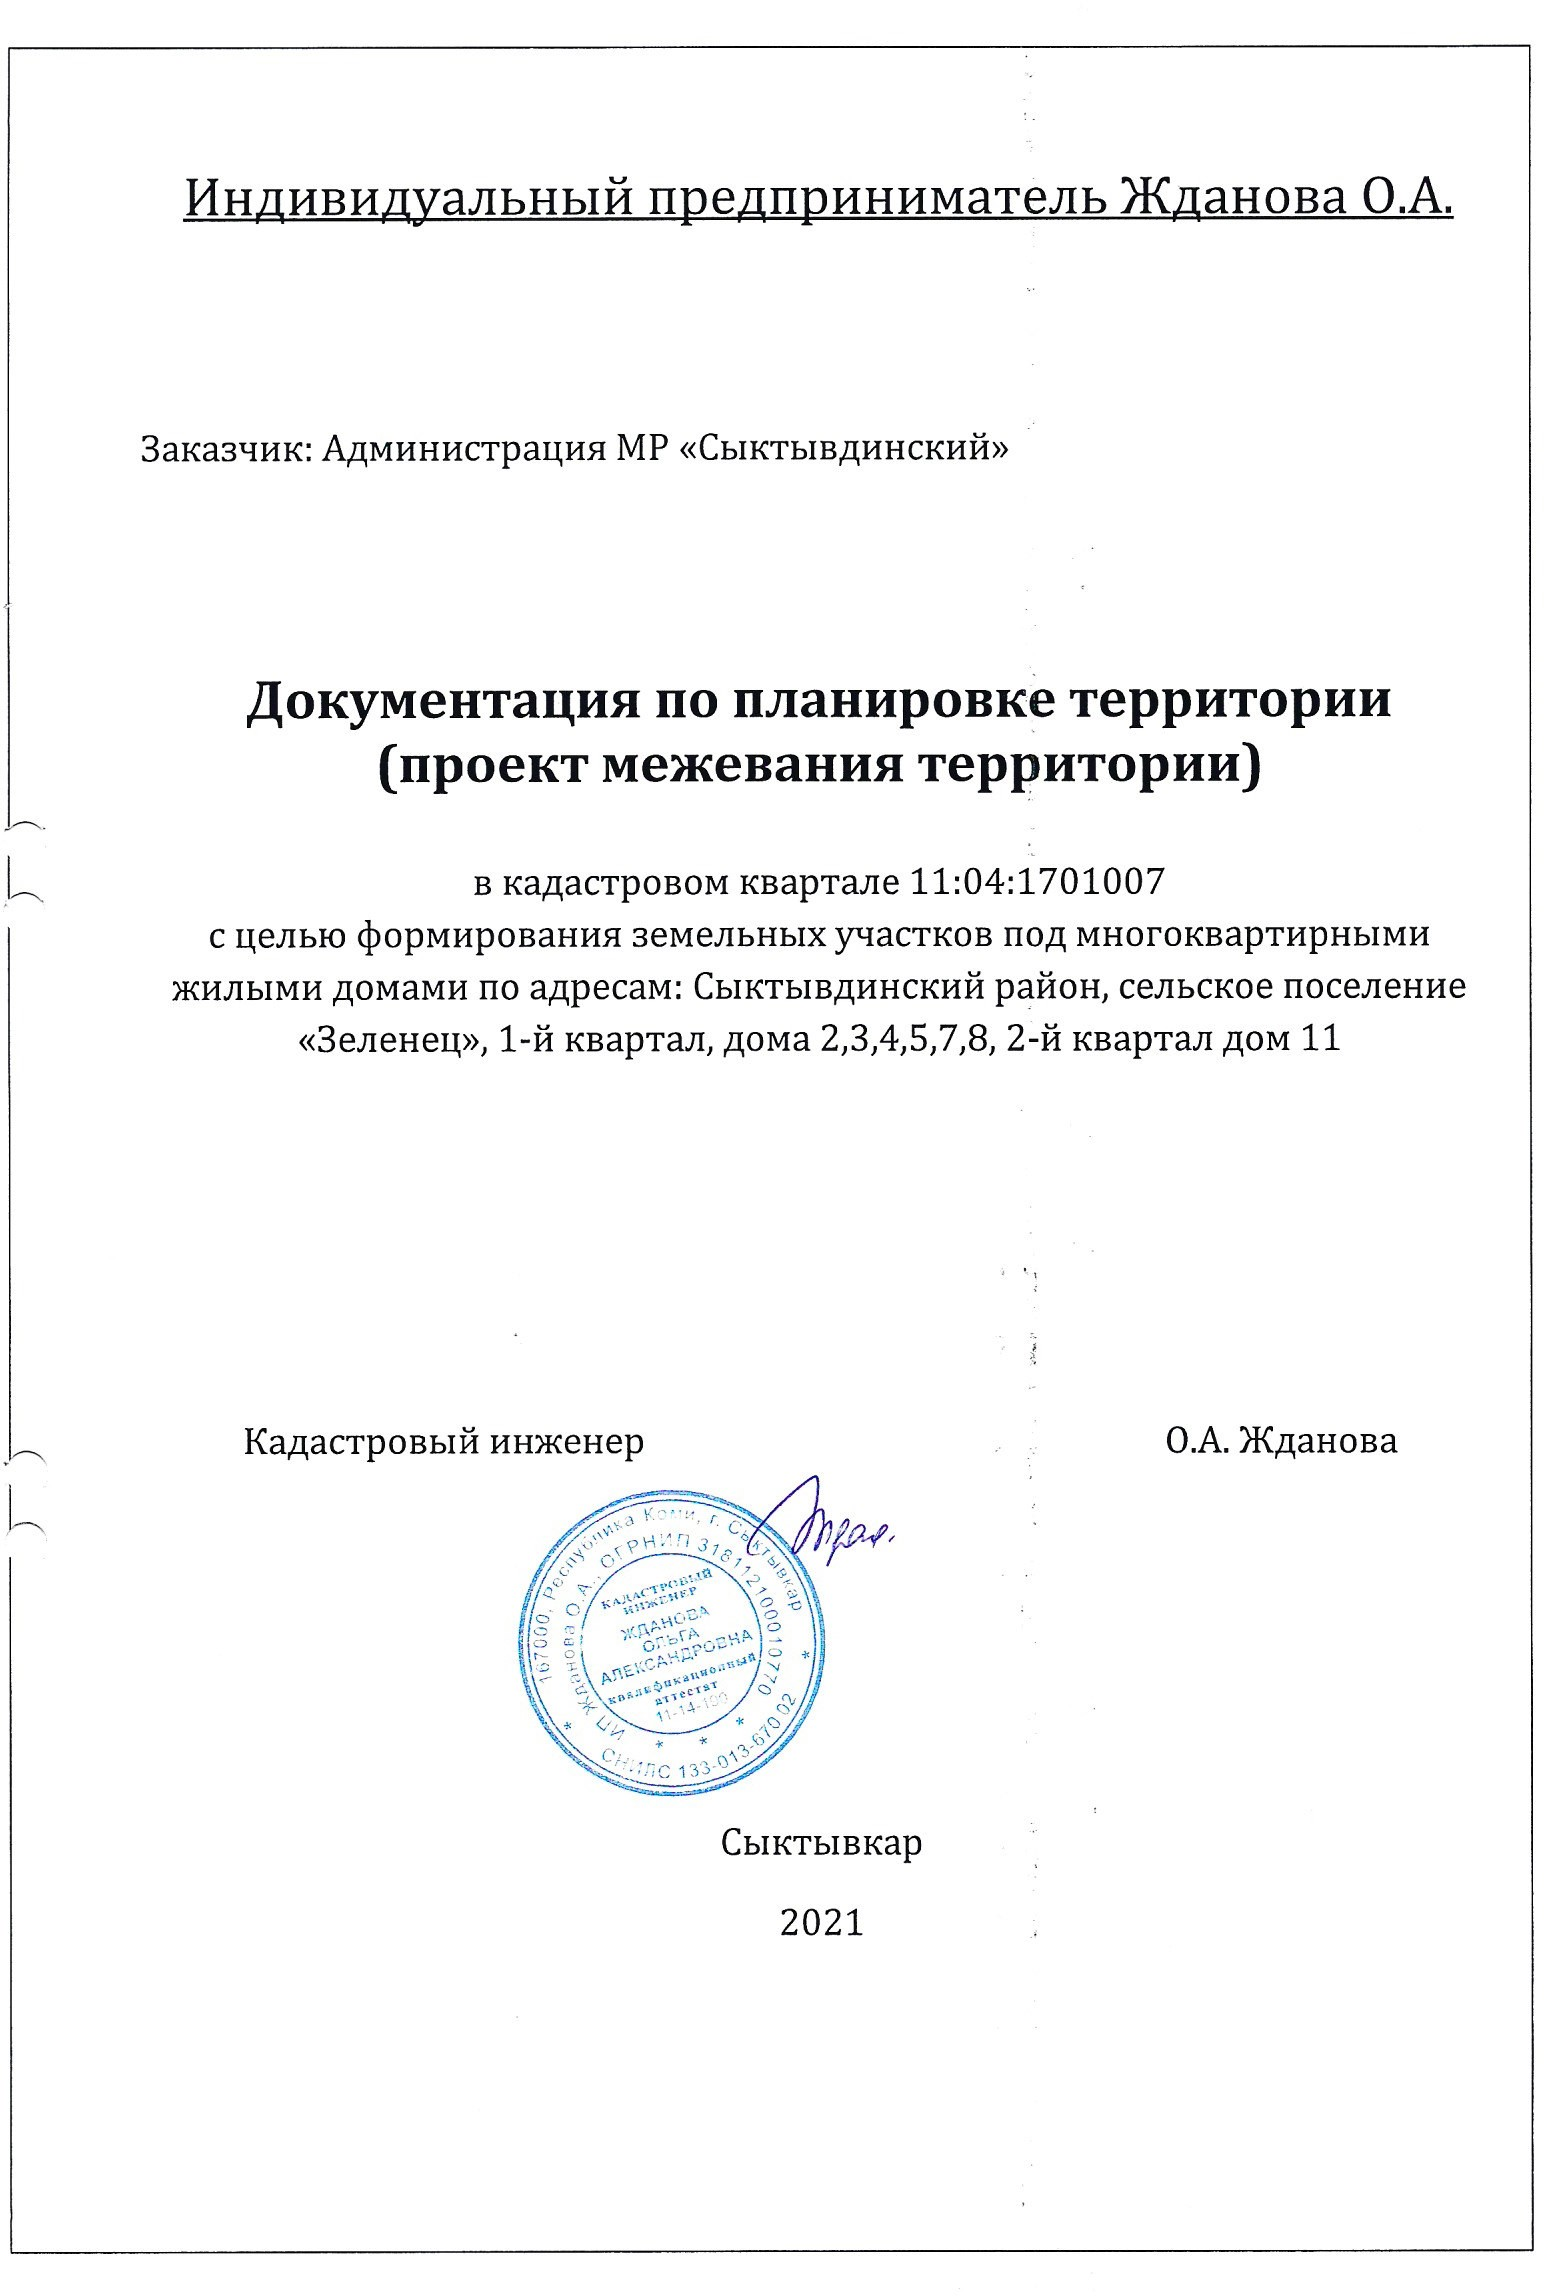 Индивидуальный предприниматель Жданова О.А.
Заказчик: Администрация МР «Сыктывдинский»
Документация по планировке территории
(проект межевания территории)
в кадастровом квартале 11:04:1701007
с целью формирования земельных участков под многоквартирными
жилыми домами по адресам: Сыктывдинский район, сельское поселение
«Зеленец», 1-й квартал, дома 2,3,4,5,7,8, 2-й квартал дом 11
Кадастровый инженер О.А. Жданова
167000, Республика Коми, г. Сыктывкар
* СНИЛС 133-013-670 02 *
ИП Жданова О.А., ОГРНИП 318112100010770
* * *
КАДАСТРОВЫЙ
ИНЖЕНЕР
ЖДАНОВА
ОЛЬГА
АЛЕКСАНДРОВНА
квалификационный
аттестат
Сыктывкар
2021